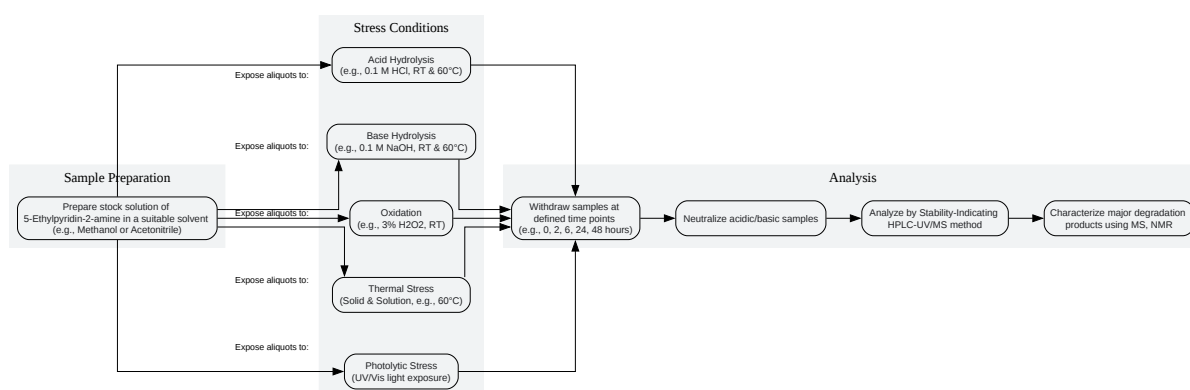 Stress Conditions
Acid Hydrolysis
(e.g., 0.1 M HCl, RT & 60°C)
Expose aliquots to:
Base Hydrolysis
(e.g., 0.1 M NaOH, RT & 60°C)
Expose aliquots to:
Sample Preparation
Prepare stock solution of
5-Ethylpyridin-2-amine in a suitable solvent
(e.g., Methanol or Acetonitrile)
Expose aliquots to:
Oxidation
(e.g., 3% H2O2, RT)
Expose aliquots to:
Thermal Stress
(Solid & Solution, e.g., 60°C)
Expose aliquots to:
Photolytic Stress
(UV/Vis light exposure)
Analysis
Withdraw samples at
defined time points
(e.g., 0, 2, 6, 24, 48 hours)
Neutralize acidic/basic samples
Analyze by Stability-Indicating
HPLC-UV/MS method
Characterize major degradation
products using MS, NMR